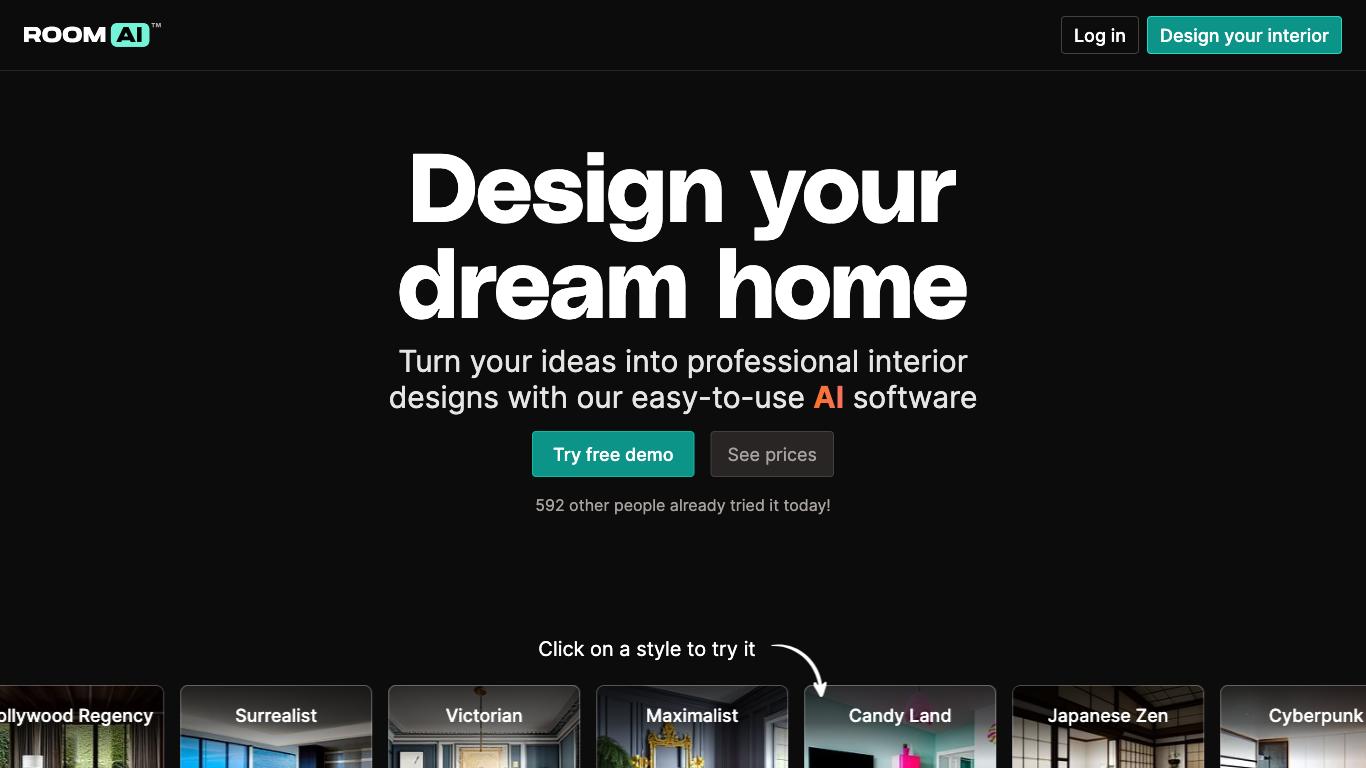 ROOM AI™
Log in
Design your interior
Design your
dream home
Turn your ideas into professional interior
designs with our easy-to-use AI software
Try free demo
See prices
592 other people already tried it today!
Click on a style to try it
ollywood Regency
Surrealist
Victorian
Maximalist
Candy Land
Japanese Zen
Cyberpunk